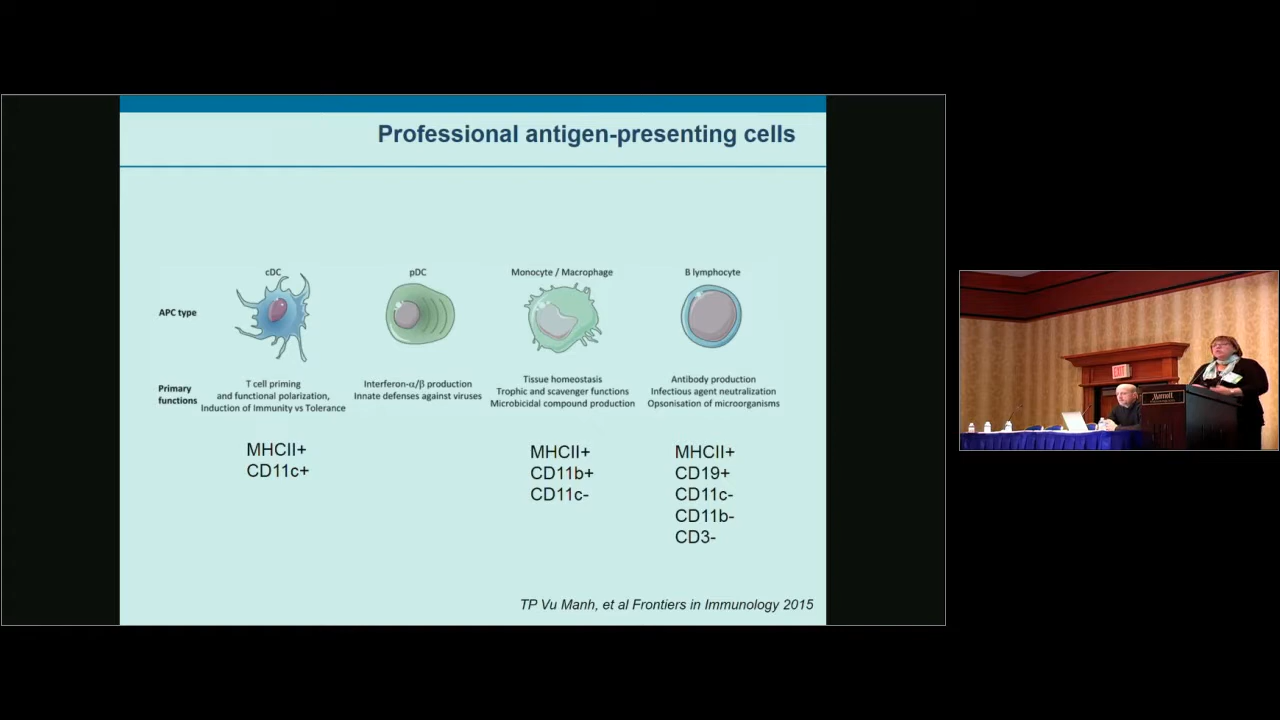 Professional antigen-presenting cells
cDC
pDC
Monocyte / Macrophage
B lymphocyte
APC type
Primary
functions
T cell priming
and functional polarization,
Induction of Immunity vs Tolerance
Interferon-α/β production
Innate defenses against viruses
Tissue homeostasis
Trophic and scavenger functions
Microbicidal compound production
Antibody production
Infectious agent neutralization
Opsonisation of microorganisms
MHCII+
CD11c+
MHCII+
CD11b+
CD11c-
MHCII+
CD19+
CD11c-
CD11b-
CD3-
TP Vu Manh, et al Frontiers in Immunology 2015
EXIT
Marriott